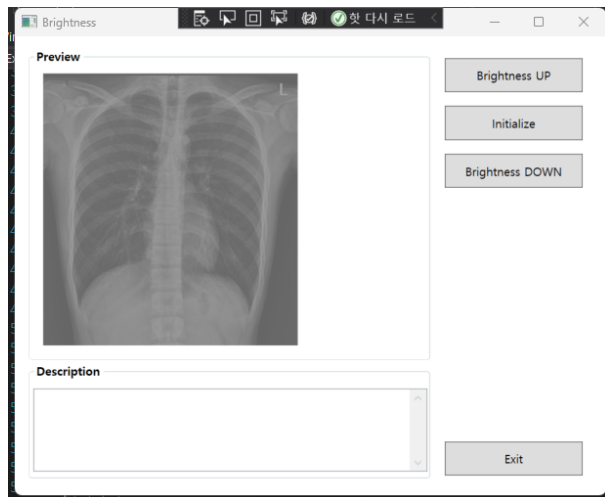 Brightness
핫 다시 로드
Preview
L
Brightness UP
Initialize
Brightness DOWN
Description
Exit